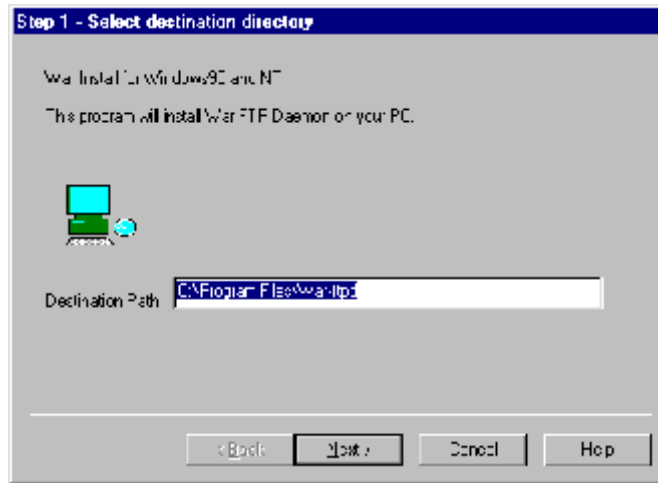 Step 1 - Select destination directory
War Install for Windows95 and NT
This program will install War FTP Daemon on your PC.
Destination Path
C:\Program Files\war-ftpd
< Back
Next >
Cancel
Help